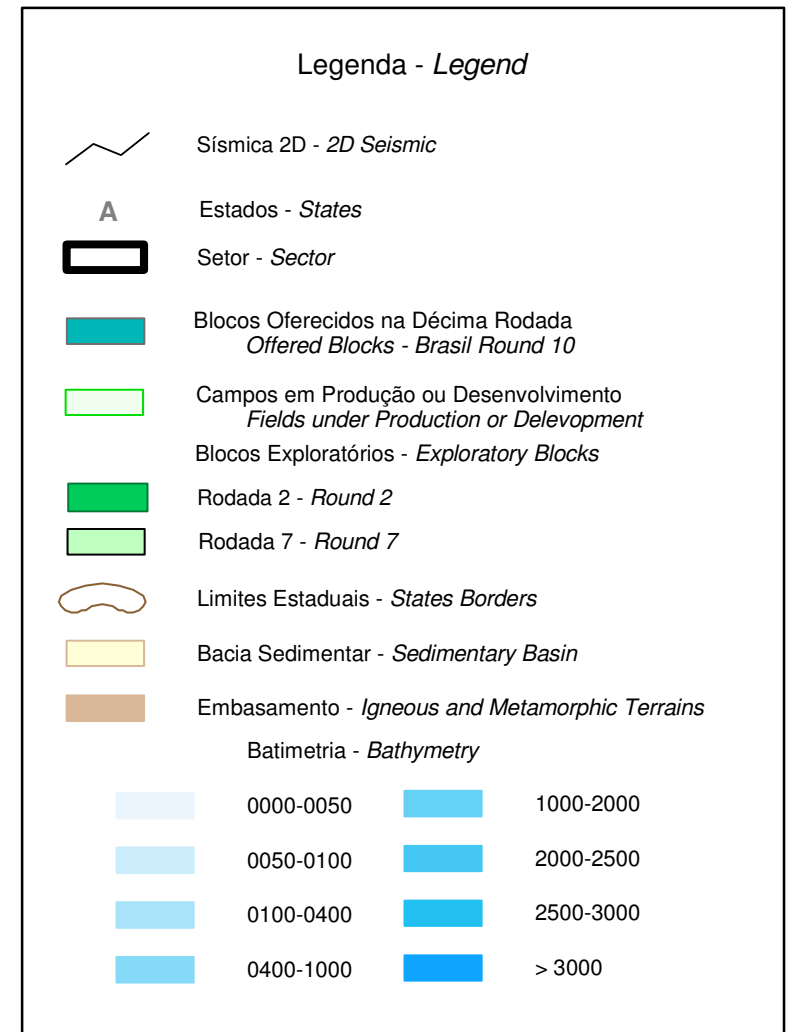 Legenda - Legend
Sísmica 2D - 2D Seismic
A
Estados - States
Setor - Sector
Blocos Oferecidos na Décima Rodada
Offered Blocks - Brasil Round 10
Campos em Produção ou Desenvolvimento
Fields under Production or Delevopment
Blocos Exploratórios - Exploratory Blocks
Rodada 2 - Round 2
Rodada 7 - Round 7
Limites Estaduais - States Borders
Bacia Sedimentar - Sedimentary Basin
Embasamento - Igneous and Metamorphic Terrains
Batimetria - Bathymetry
0000-0050
1000-2000
0050-0100
2000-2500
0100-0400
2500-3000
0400-1000
> 3000